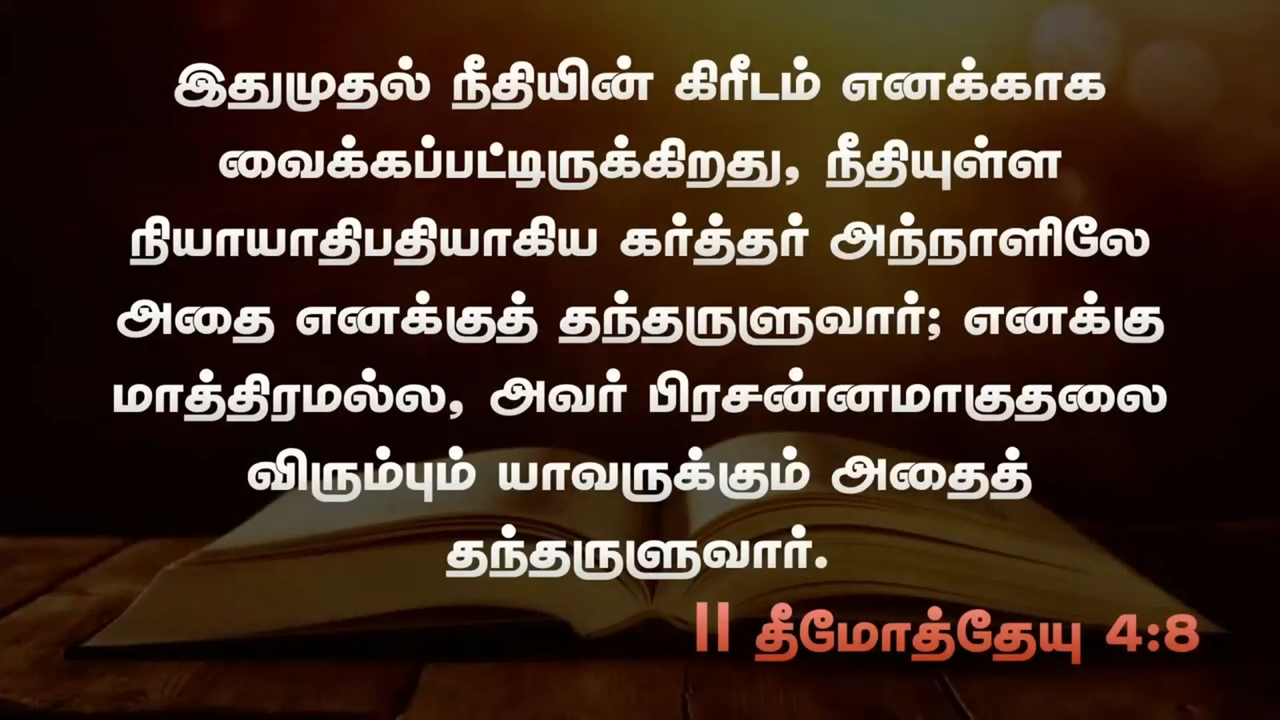 இதுமுதல் நீதியின் கிரீடம் எனக்காக
வைக்கப்பட்டிருக்கிறது, நீதியுள்ள
நியாயாதிபதியாகிய கர்த்தர் அந்நாளிலே
அதை எனக்குத் தந்தருளுவார்; எனக்கு
மாத்திரமல்ல, அவர் பிரசன்னமாகுதலை
விரும்பும் யாவருக்கும் அதைத்
தந்தருளுவார்.
II தீமோத்தேயு 4:8